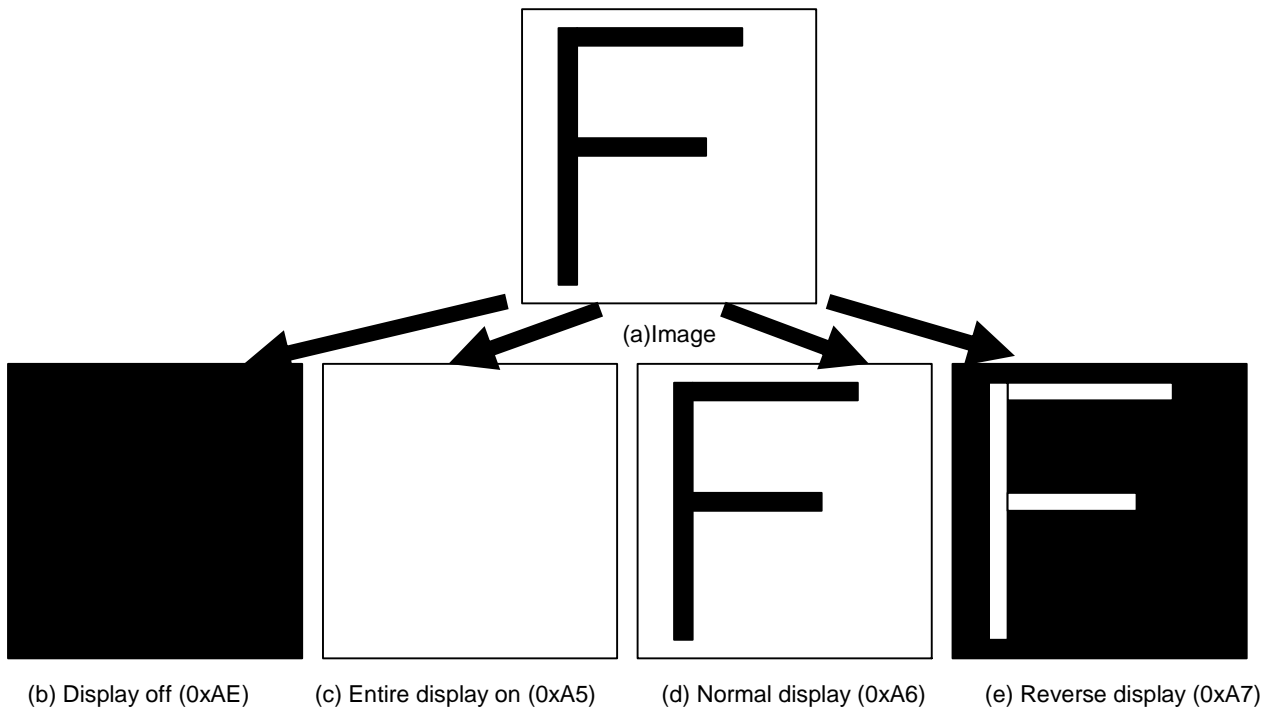 F
(a)Image
F
F
(b) Display off (0xAE)
(c) Entire display on (0xA5)
(d) Normal display (0xA6)
(e) Reverse display (0xA7)